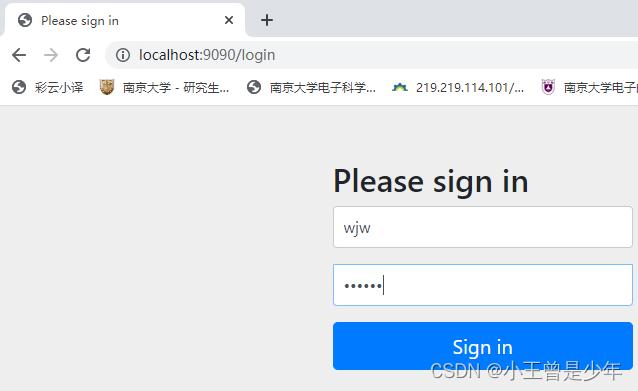 Please sign in
localhost:9090/login
彩云小译 南京大学 - 研究生... 南京大学电子科学... 219.219.114.101/... 南京大学电子
Please sign in
wjw
••••••
Sign in
CSDN @小王曾是少年